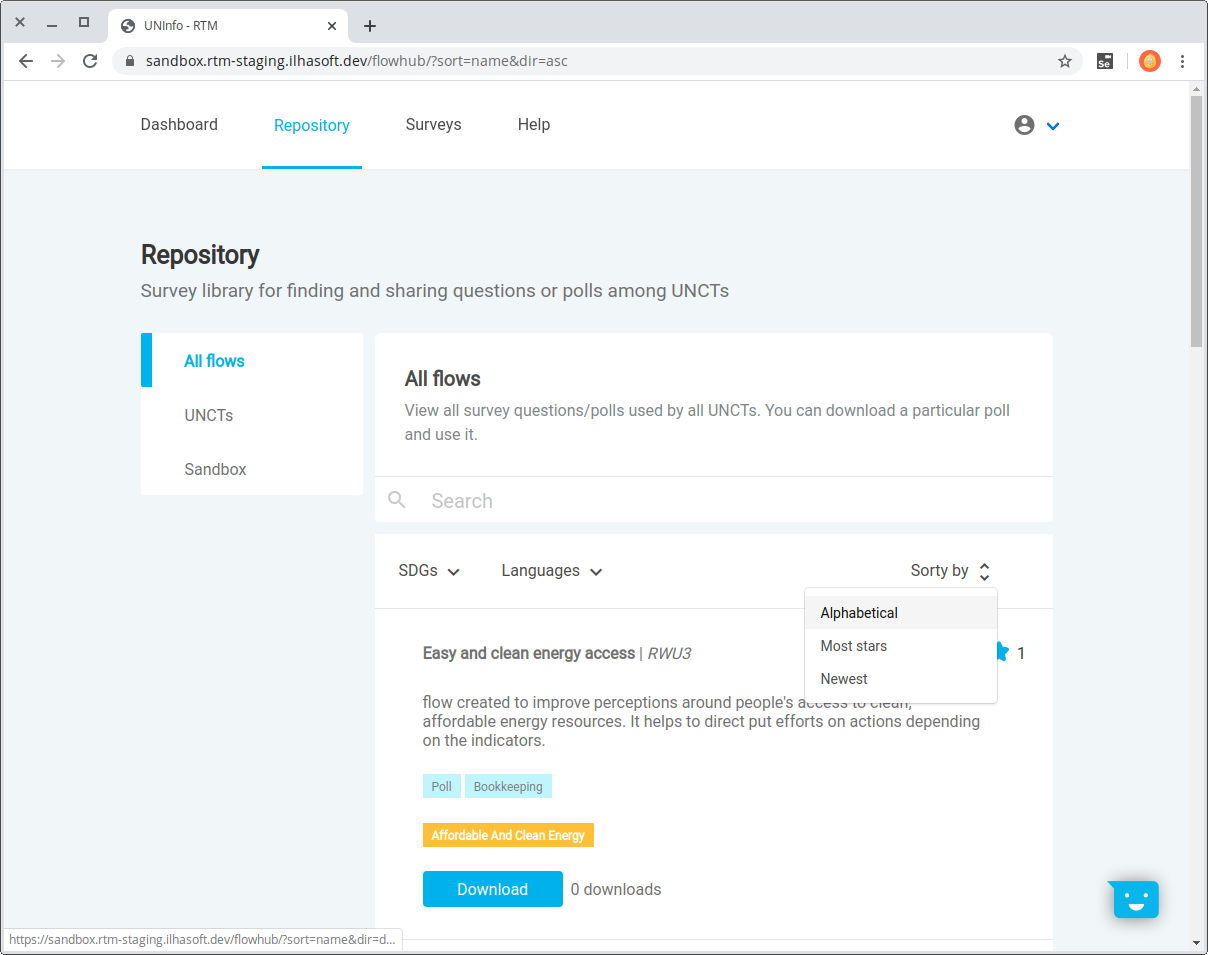 UNInfo - RTM
sandbox.rtm-staging.ilhasoft.dev/flowhub/?sort=name&dir=asc
Se
Dashboard
Repository
Surveys
Help
Repository
Survey library for finding and sharing questions or polls among UNCTs
All flows
UNCTs
Sandbox
All flows
View all survey questions/polls used by all UNCTs. You can download a particular poll
and use it.
Search
SDGs
Languages
Sorty by
Alphabetical
Most stars
Newest
Easy and clean energy access | RWU3
1
flow created to improve perceptions around people's access to clean,
affordable energy resources. It helps to direct put efforts on actions depending
on the indicators.
Poll
Bookkeeping
Affordable And Clean Energy
Download
0 downloads
https://sandbox.rtm-staging.ilhasoft.dev/flowhub/?sort=name&dir=d...